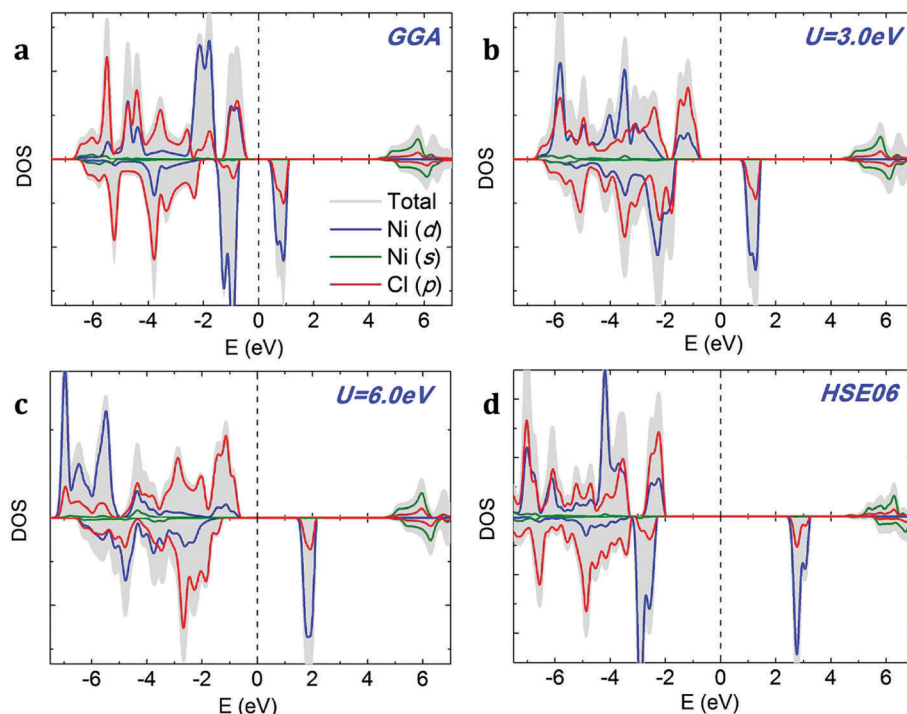 a
GGA
DOS
Total
Ni (d)
Ni (s)
Cl (p)
-6 -4 -2 0 2 4 6
E (eV)
b
U=3.0eV
DOS
-6 -4 -2 0 2 4 6
E (eV)
c
U=6.0eV
DOS
-6 -4 -2 0 2 4 6
E (eV)
d
HSE06
DOS
-6 -4 -2 0 2 4 6
E (eV)